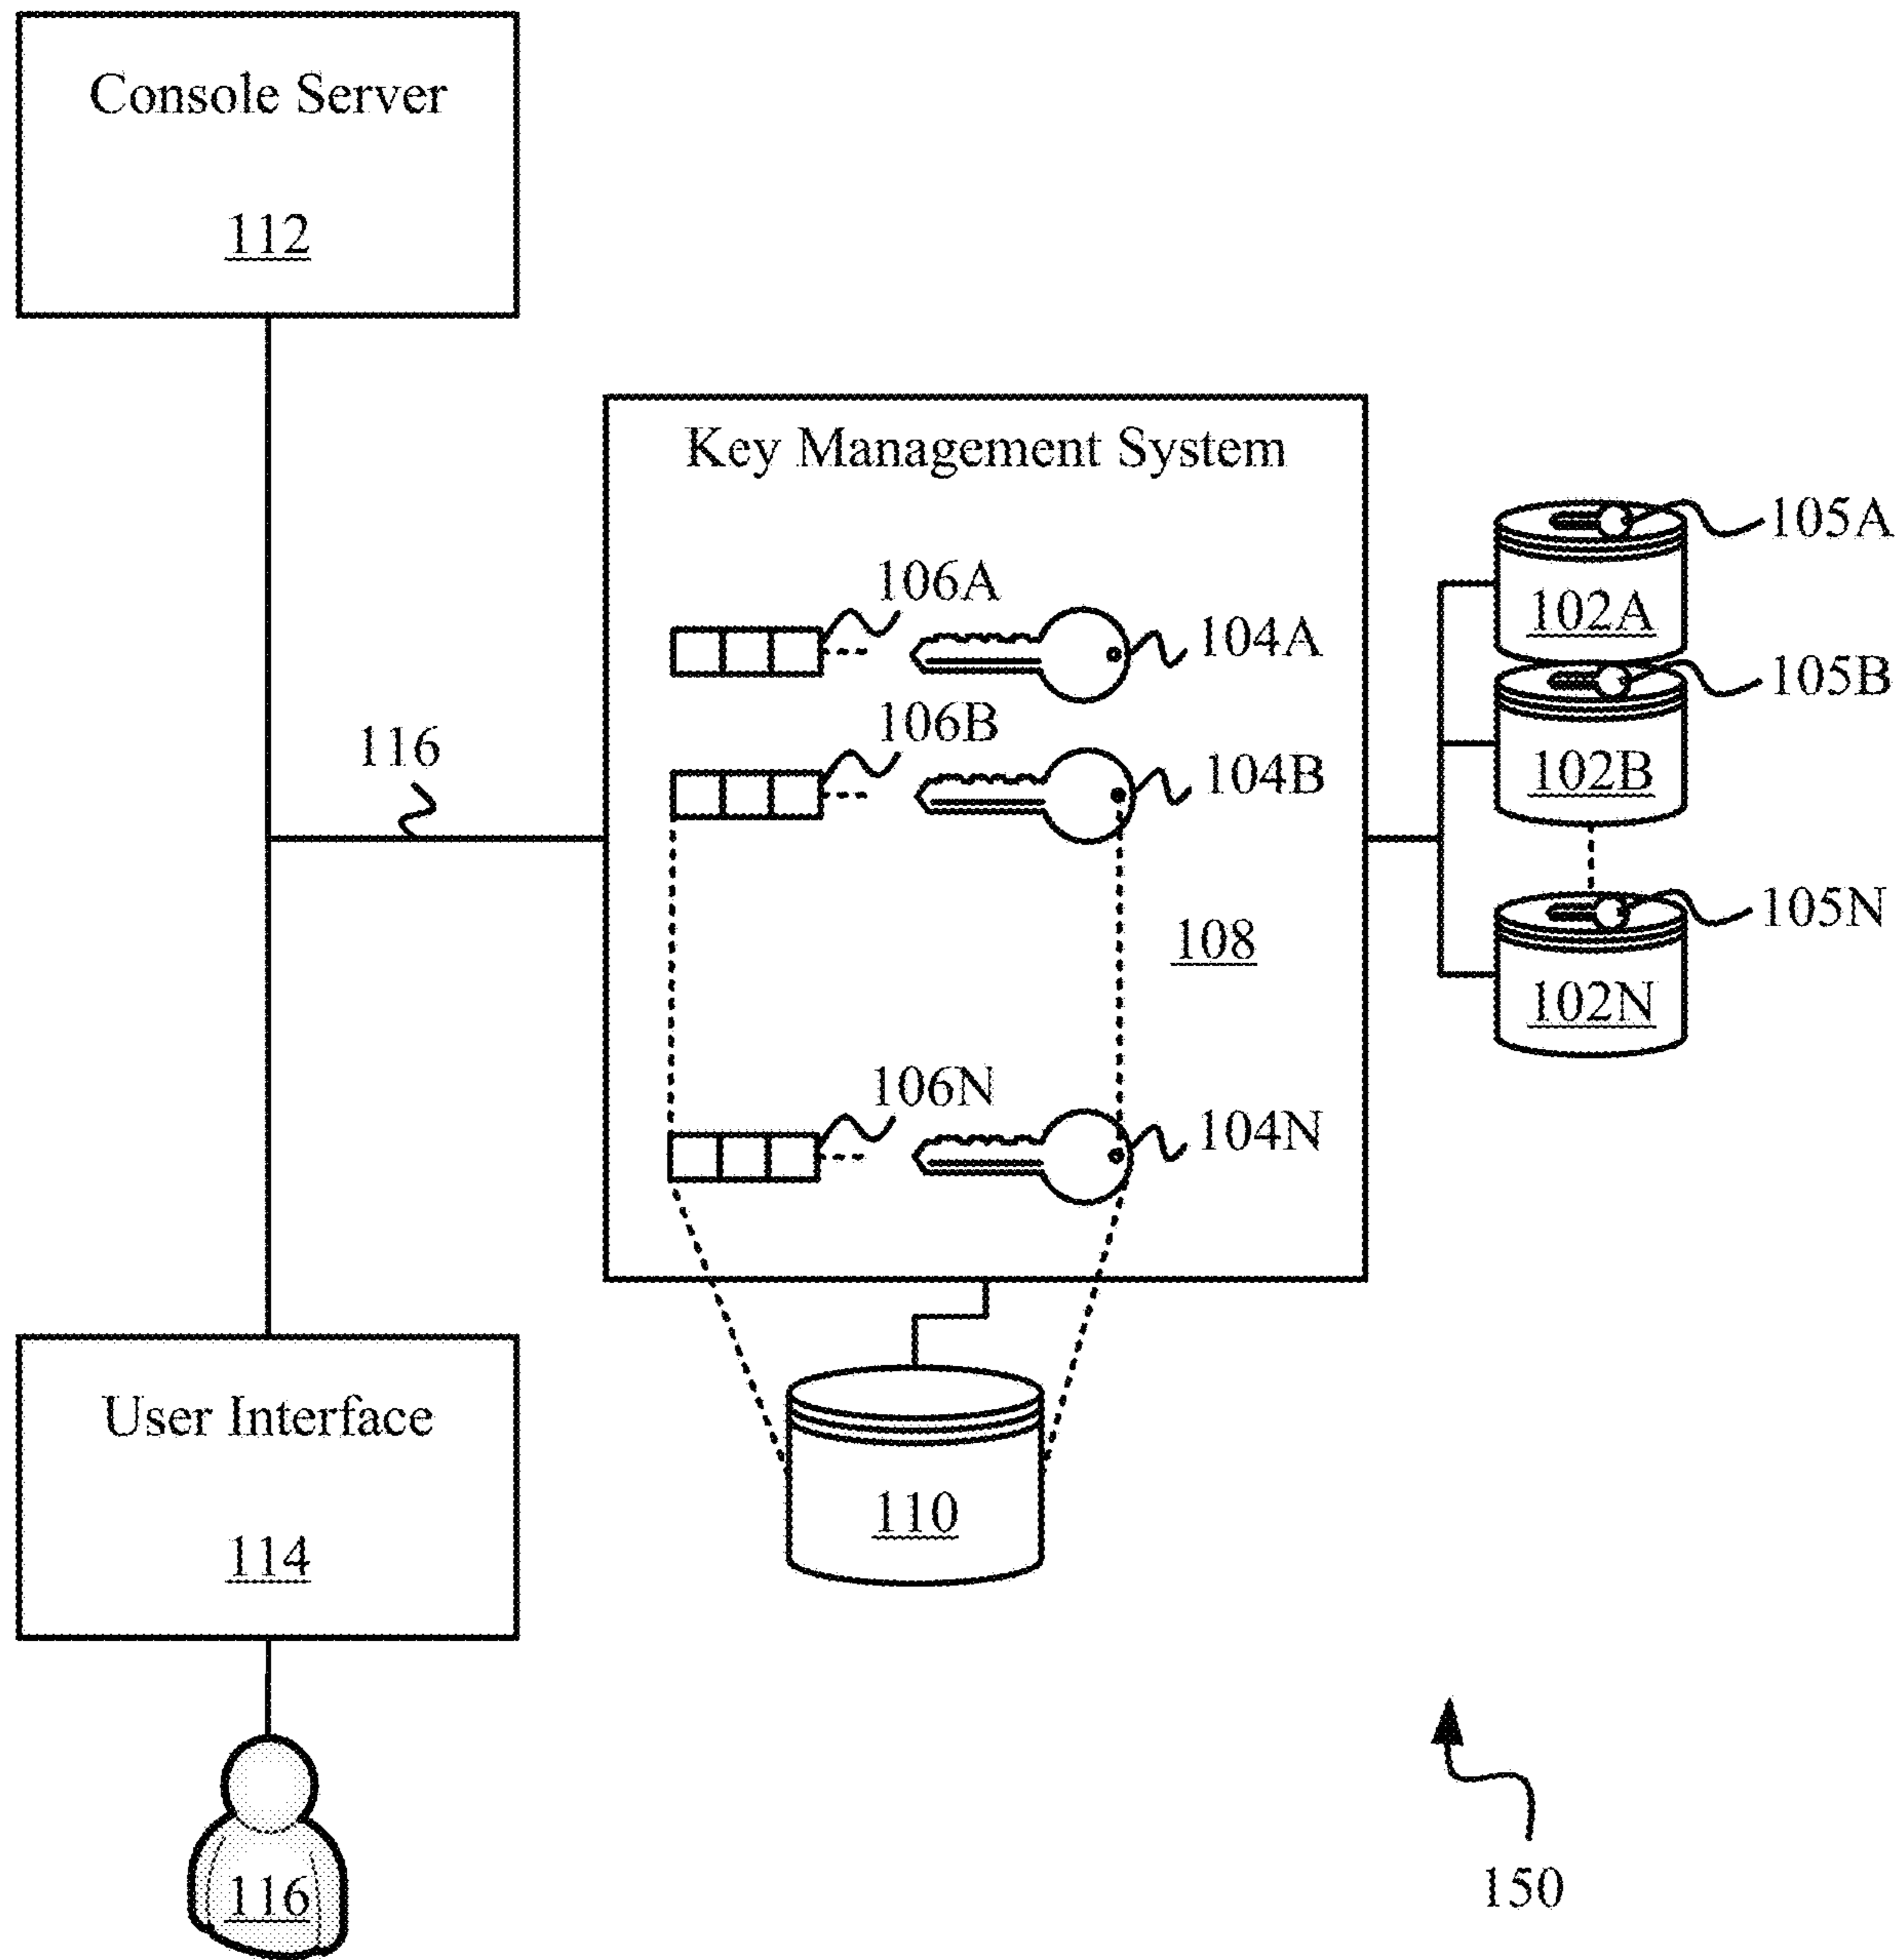 Console Server
112
Key Management System
106A
104A
106B
104B
116
108
106N
104N
105A
102A
105B
102B
105N
102N
User Interface
114
110
116
150